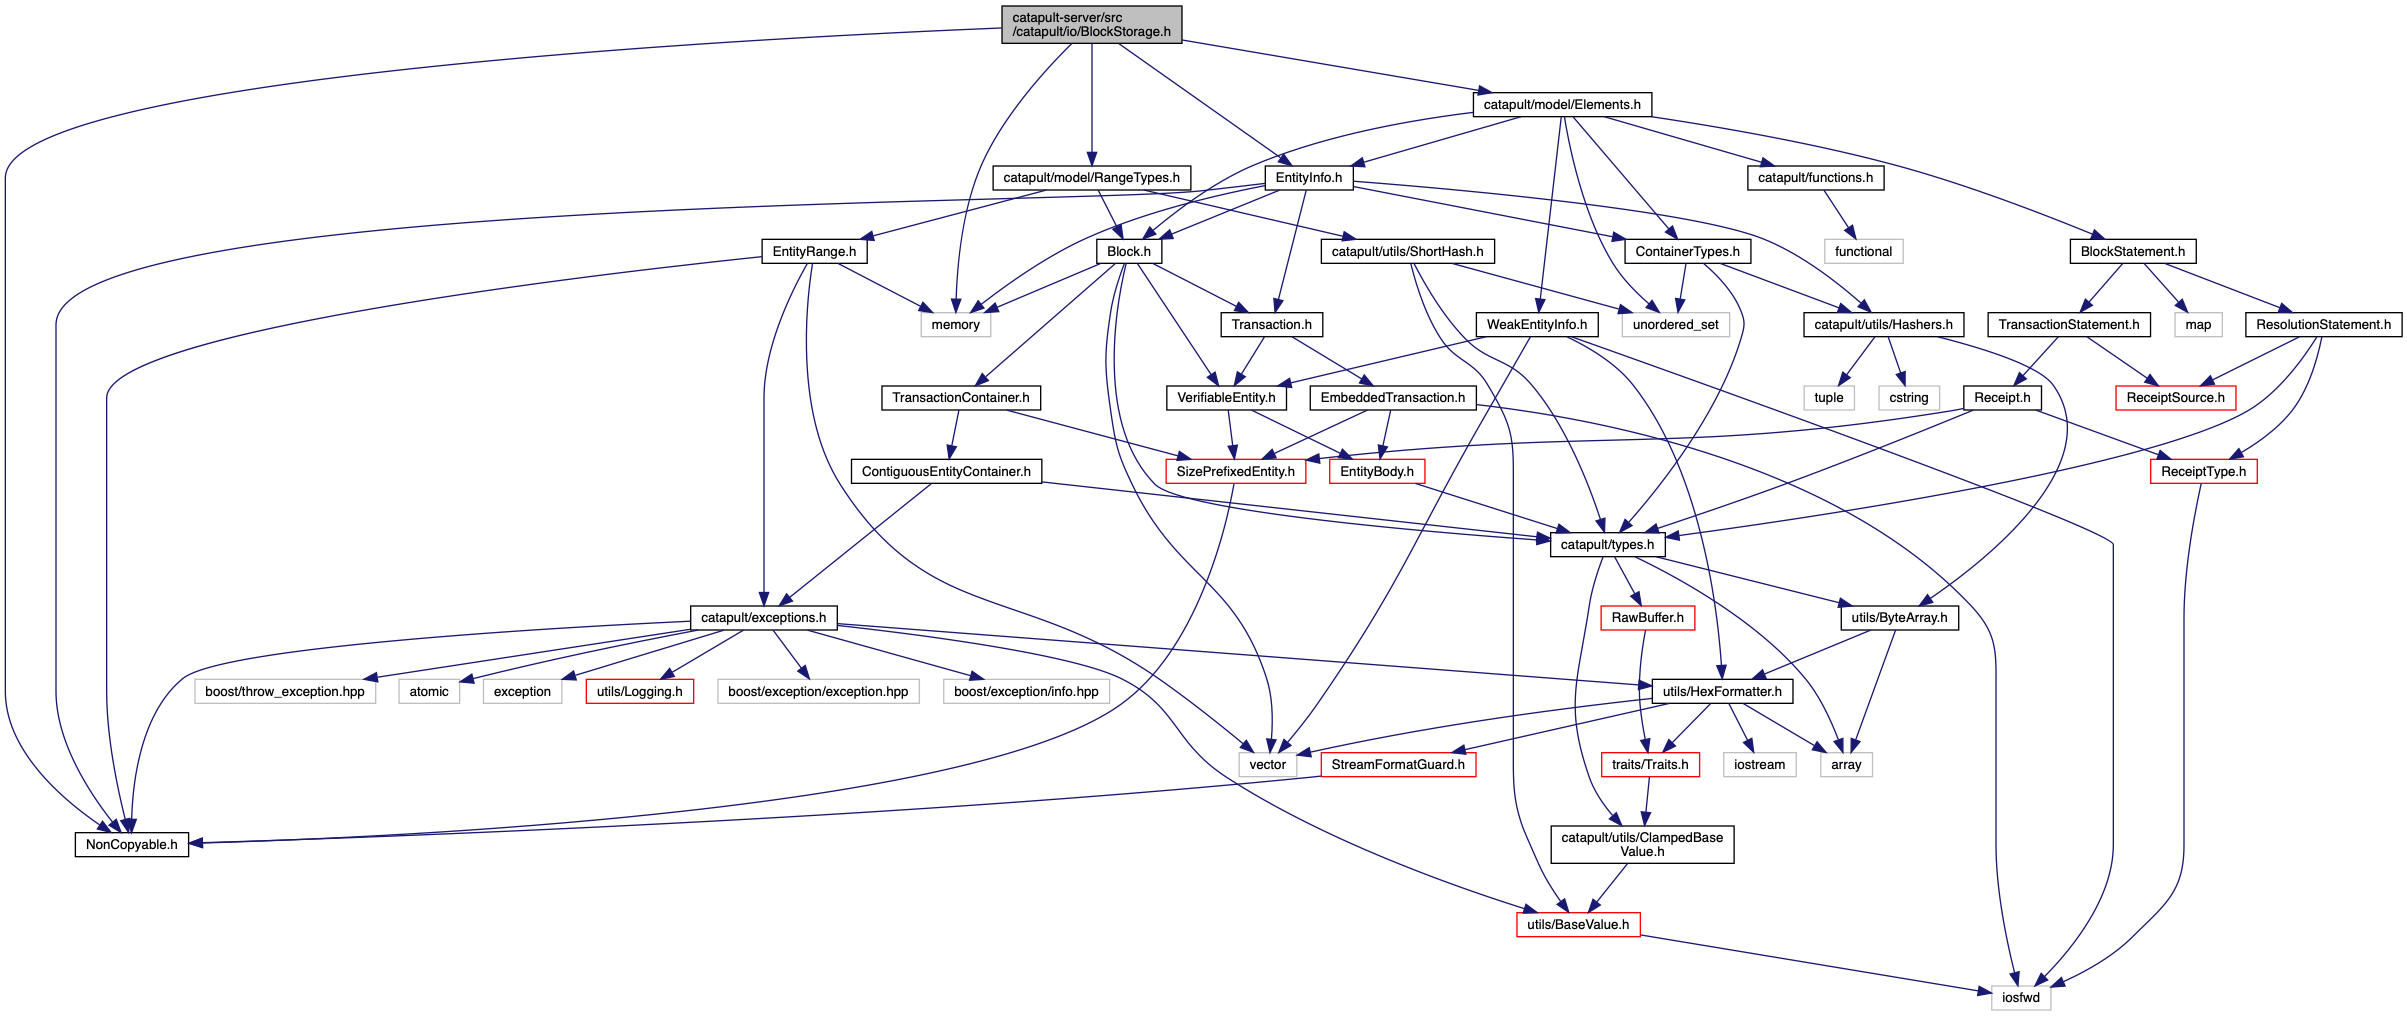 catapult-server/src
/catapult/io/BlockStorage.h
catapult/model/Elements.h
catapult/model/RangeTypes.h
EntityInfo.h
catapult/functions.h
EntityRange.h
Block.h
catapult/utils/ShortHash.h
ContainerTypes.h
functional
BlockStatement.h
memory
Transaction.h
WeakEntityInfo.h
unordered_set
catapult/utils/Hashers.h
TransactionStatement.h
map
ResolutionStatement.h
TransactionContainer.h
VerifiableEntity.h
EmbeddedTransaction.h
tuple
cstring
Receipt.h
ReceiptSource.h
ContiguousEntityContainer.h
SizePrefixedEntity.h
EntityBody.h
ReceiptType.h
catapult/types.h
catapult/exceptions.h
RawBuffer.h
utils/ByteArray.h
boost/throw_exception.hpp
atomic
exception
utils/Logging.h
boost/exception/exception.hpp
boost/exception/info.hpp
utils/HexFormatter.h
vector
StreamFormatGuard.h
traits/Traits.h
iostream
array
NonCopyable.h
catapult/utils/ClampedBase
Value.h
utils/BaseValue.h
iosfwd